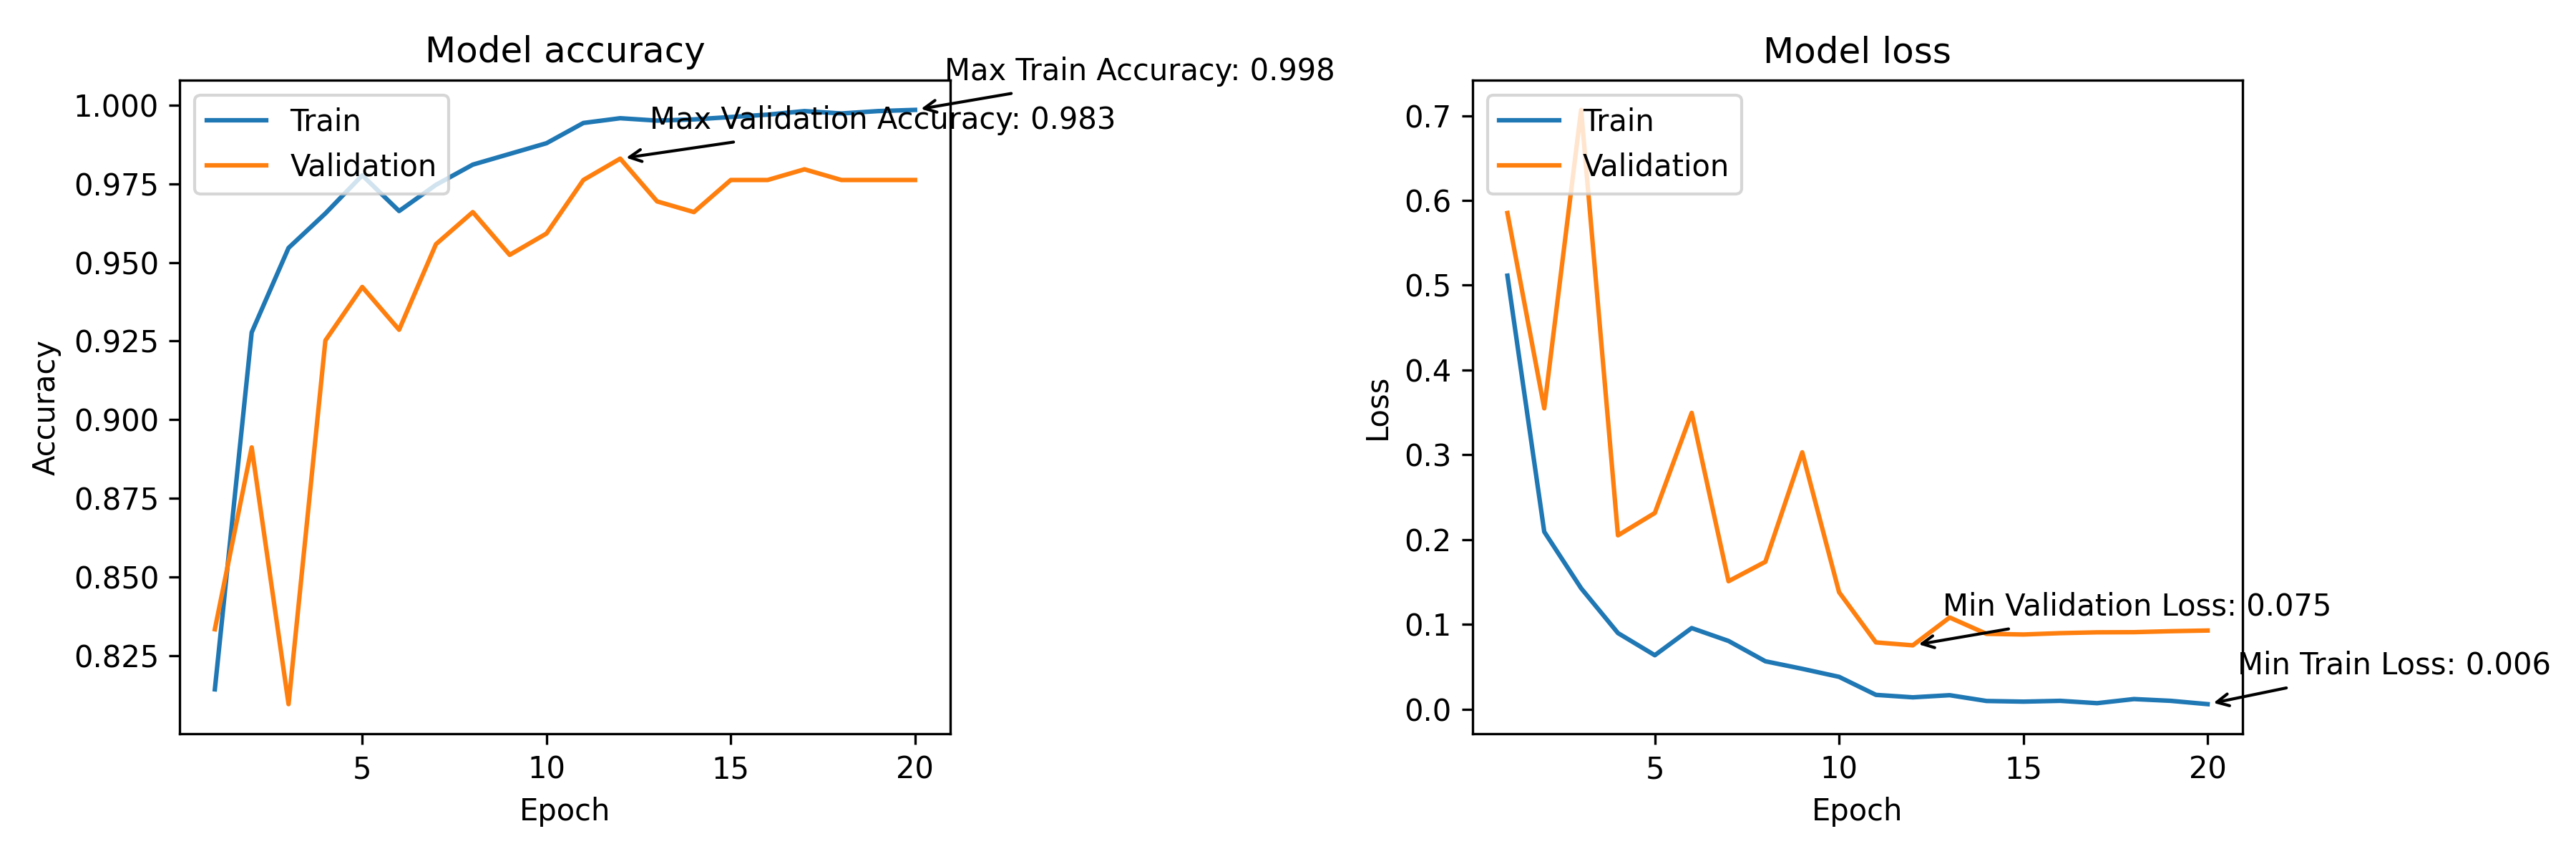 Model accuracy
Max Train Accuracy: 0.998
Max Validation Accuracy: 0.983
Train
Validation
1.000
0.975
0.950
0.925
0.900
0.875
0.850
0.825
Accuracy
5 10 15 20
Epoch
Model loss
Train
Validation
0.7
0.6
0.5
0.4
0.3
0.2
0.1
0.0
Loss
Min Validation Loss: 0.075
Min Train Loss: 0.006
5 10 15 20
Epoch